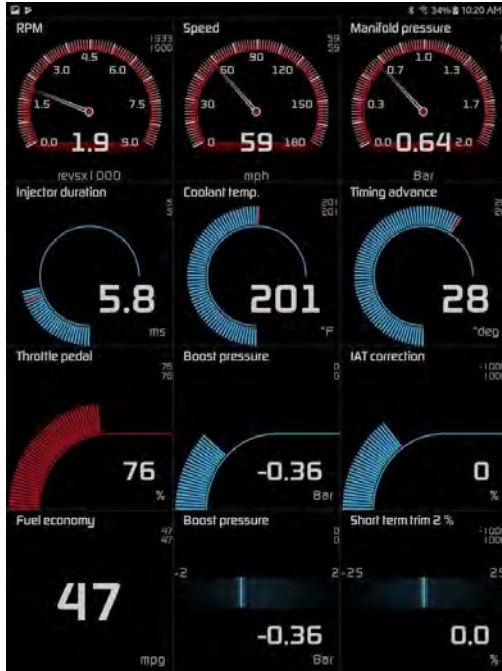 34% 10:20 AM
RPM
1933
1000
1.5
3.0
4.5
6.0
7.5
0.0
1.9
9.0
revsx1000
Speed
59
59
30
60
90
120
150
0
59
180
mph
Manifold pressure
0.3
0.7
1.0
1.3
1.7
0.0
0.64
2.0
Bar
Injector duration
5.8
ms
Coolant temp.
201
201
201
°F
Timing advance
28
°deg
Throttle pedal
76
76
76
%
Boost pressure
0
0
-0.36
Bar
IAT correction
0
%
Fuel economy
47
47
47
mpg
Boost pressure
0
0
-2
2
-0.36
Bar
Short term trim 2 %
-25
25
0.0
%